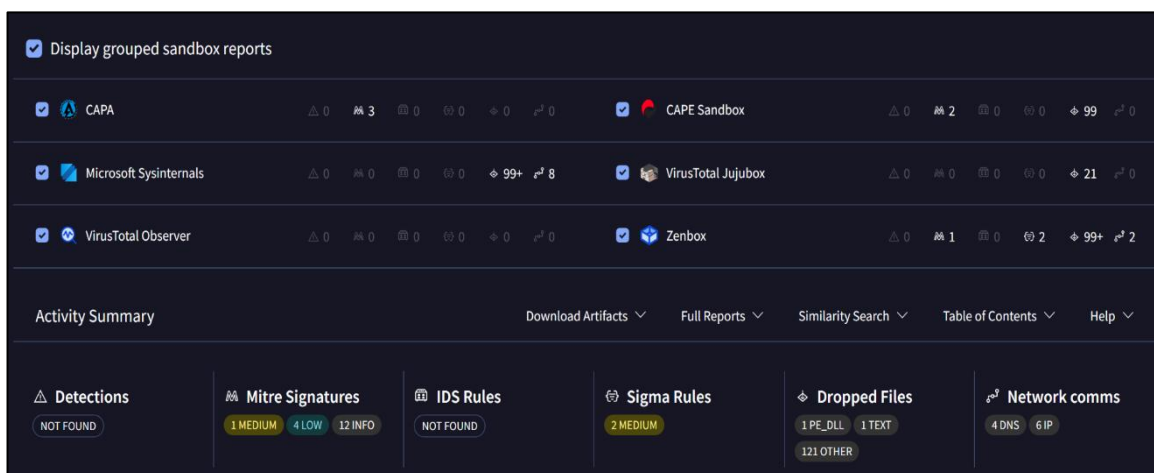 Display grouped sandbox reports
CAPA 0 3 0 0 0 0
CAPE Sandbox 0 2 0 0 99 0
Microsoft Sysinternals 0 0 0 0 99+ 8
VirusTotal Jujubox 0 0 0 0 21 0
VirusTotal Observer 0 0 0 0 0 0
Zenbox 0 1 0 2 99+ 2
Activity Summary
Download Artifacts Full Reports Similarity Search Table of Contents Help
Detections
NOT FOUND
Mitre Signatures
1 MEDIUM 4 LOW 12 INFO
IDS Rules
NOT FOUND
Sigma Rules
2 MEDIUM
Dropped Files
1 PE_DLL 1 TEXT
121 OTHER
Network comms
4 DNS 6 IP